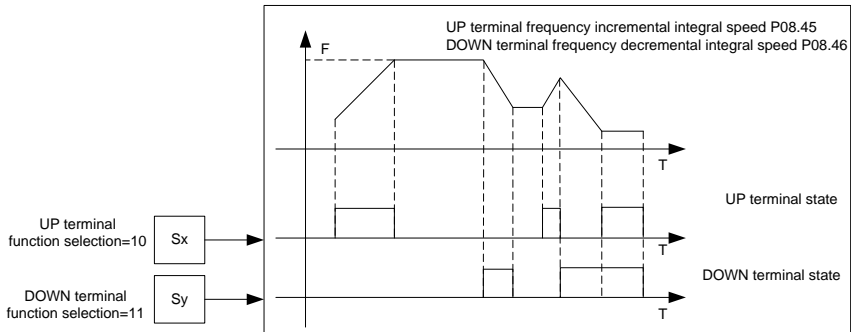 UP terminal frequency incremental integral speed P08.45
DOWN terminal frequency decremental integral speed P08.46
F
T
UP terminal state
UP terminal
function selection=10
Sx
T
DOWN terminal state
DOWN terminal
function selection=11
Sy
T